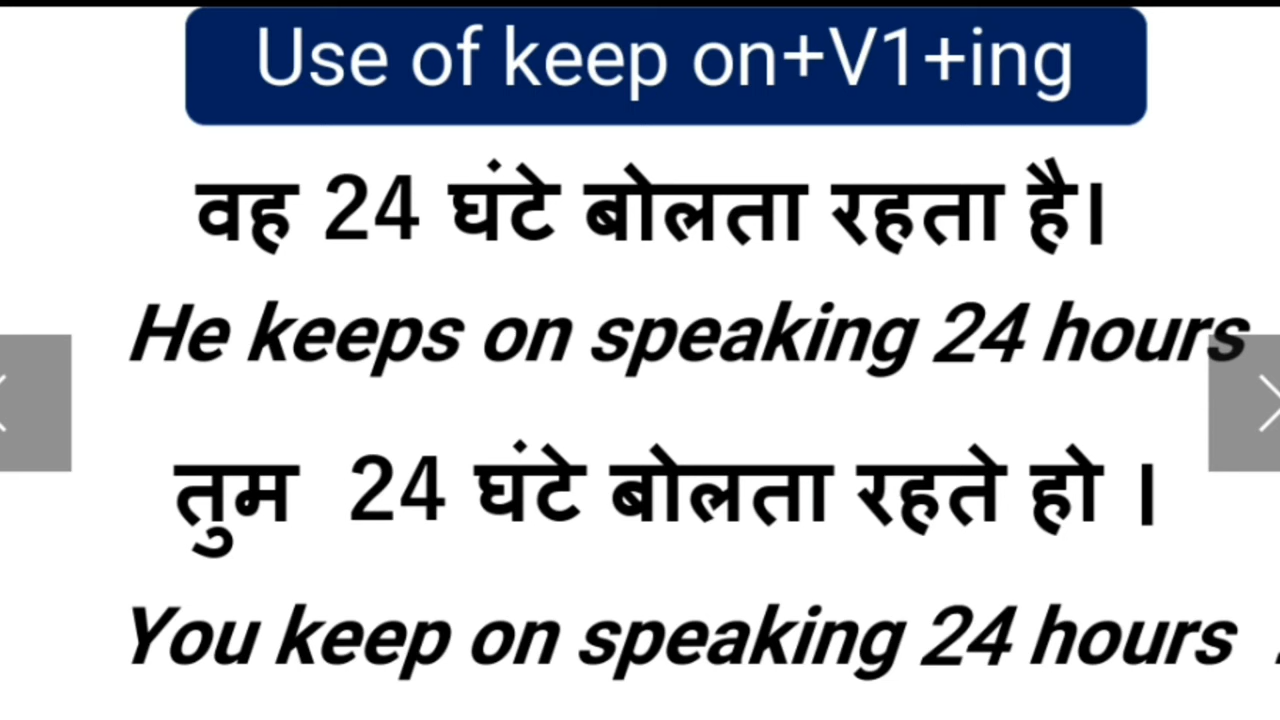 Use of keep on+V1+ing
वह 24 घंटे बोलता रहता है।
He keeps on speaking 24 hours
तुम 24 घंटे बोलता रहते हो ।
You keep on speaking 24 hours .